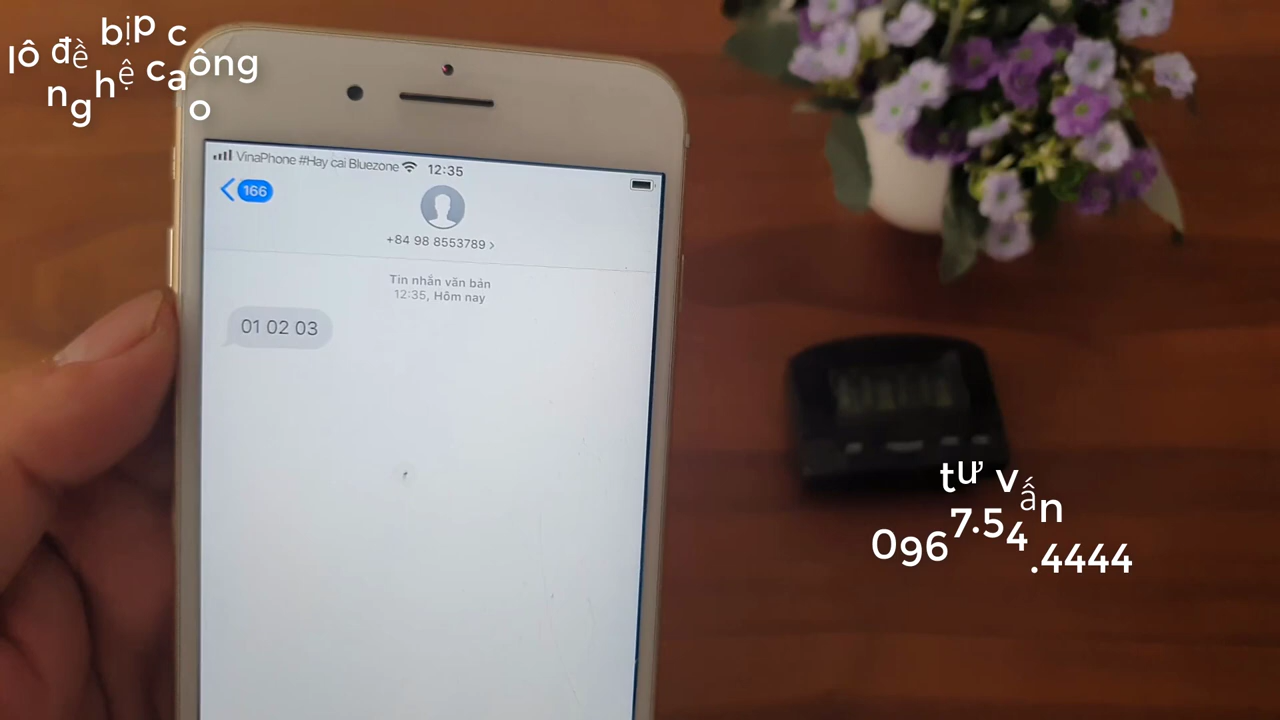 lô đề bịp công nghệ cao
VinaPhone #Hay cai Bluezone 12:35
166
+84 98 8553789 >
Tin nhắn văn bản
12:35, Hôm nay
01 02 03
tư vấn
0967.54.4444